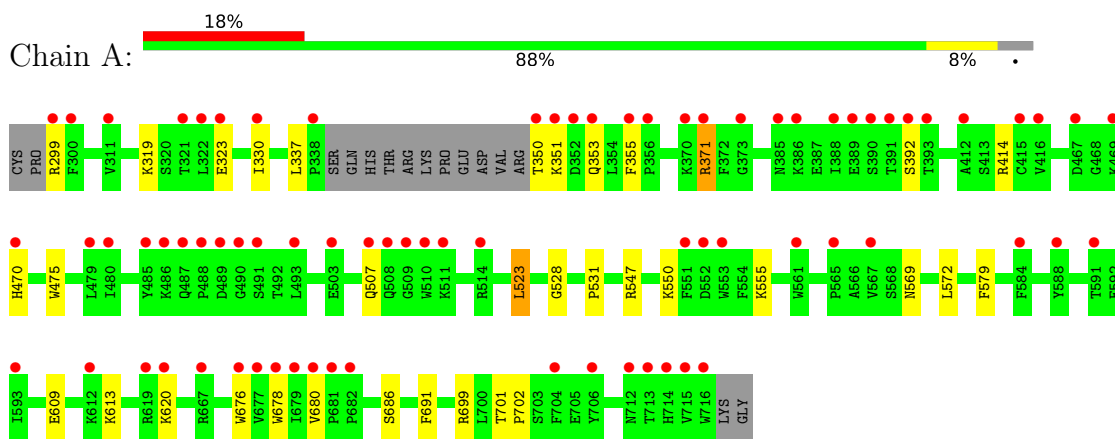 18%
Chain A:
88% 8% •
CYS PRO R299 F300 V311 K319 S320 T321 L322 E323 I330 L337 P338 SER GLN HIS THR ARG LYS PRO GLU ASP VAL ARG T350 K351 D352 Q353 L354 F355 P356 K370 R371 F372 G373 N385 K386 E387 I388 E389 S390 T391 S392 T393 A412 S413 R414 C415 V416 D467 G468 K469
H470 W475 L479 I480 Y485 K486 Q487 P488 D489 G490 S491 T492 L493 E503 Q507 Q508 G509 W510 K511 R514 L523 G528 P531 R547 K550 F551 D552 W553 F554 K555 W561 P565 A566 V567 S568 N569 L572 F579 F584 Y588 T591 E592
I593 E609 K612 K613 R619 K620 R667 W676 V677 W678 I679 V680 P681 P682 S686 F691 R699 L700 T701 P702 S703 F704 E705 Y706 N712 T713 H714 V715 W716 LYS GLY